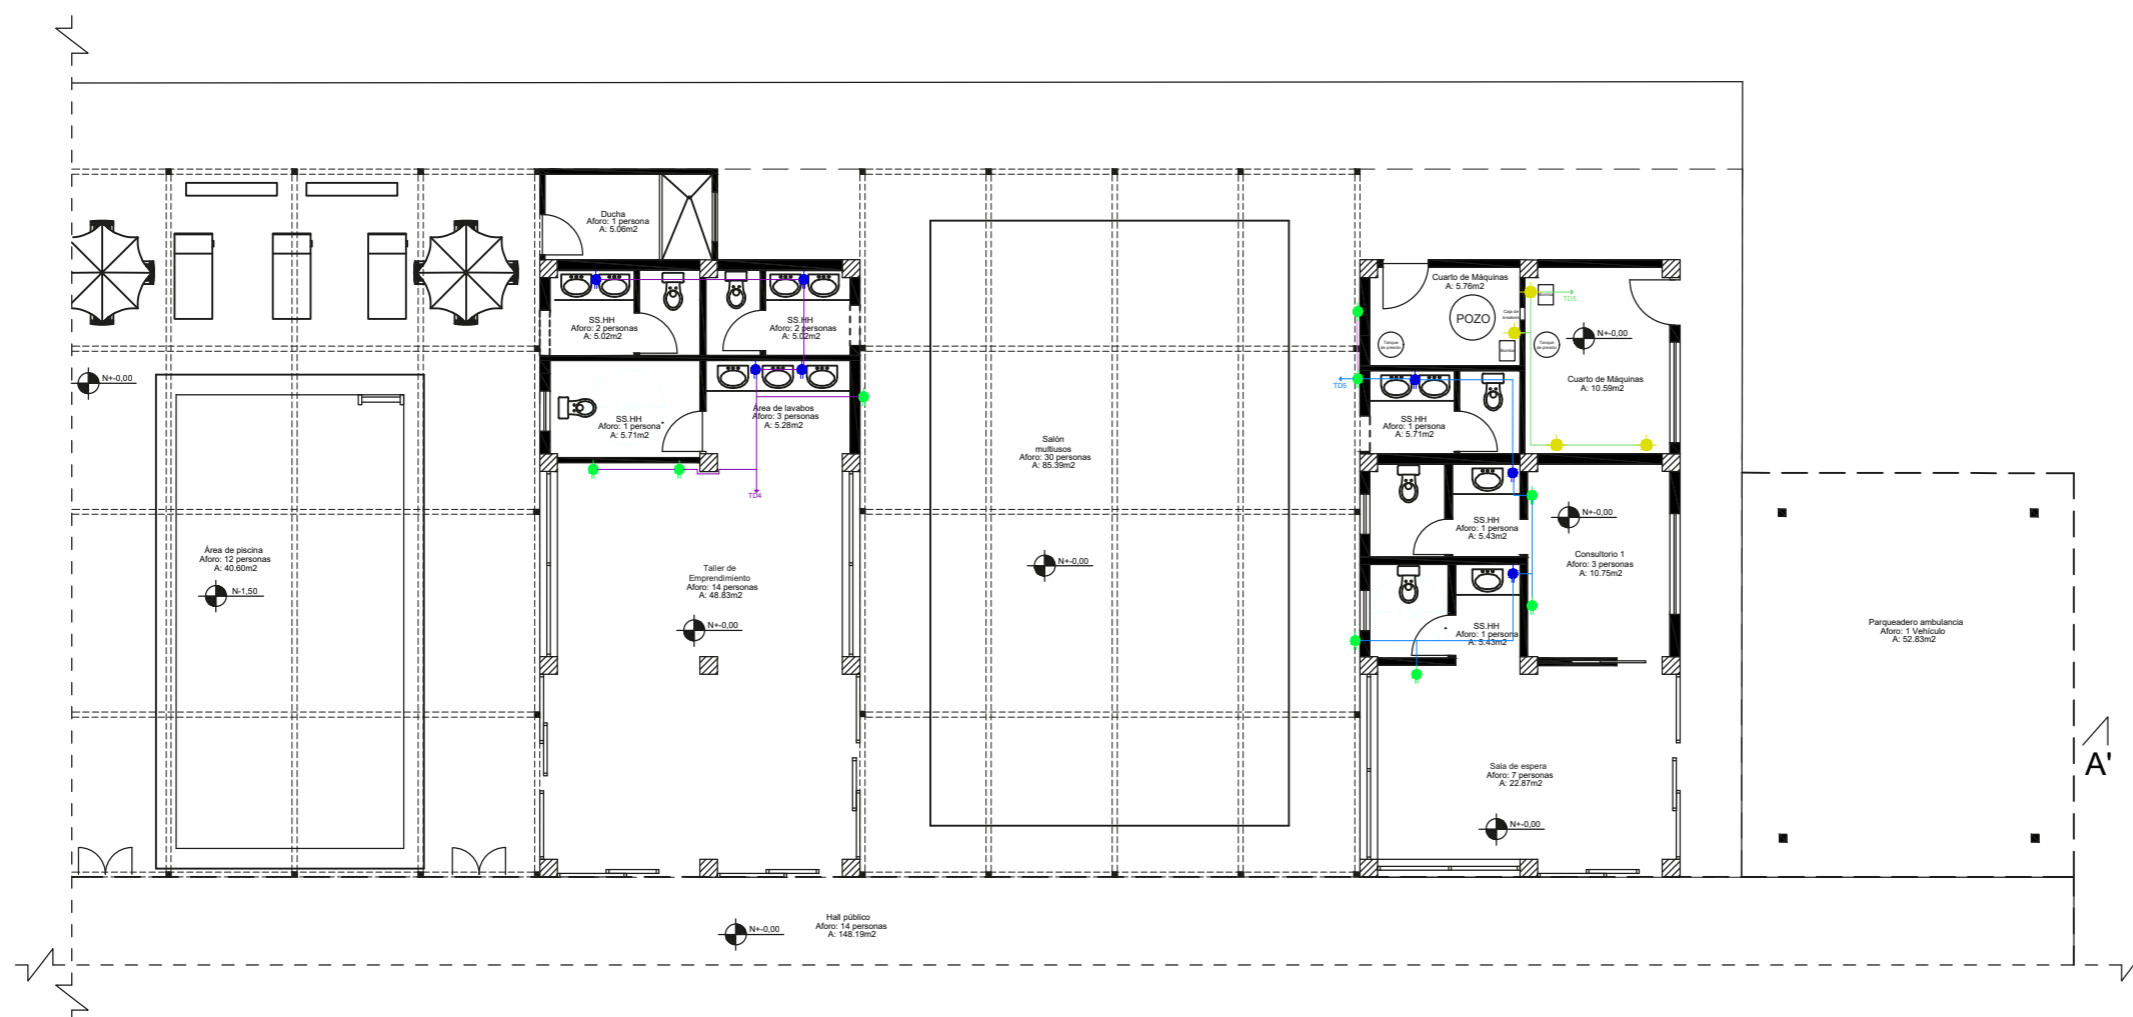 Ducha
Aforo: 1 persona
A: 5.06m2
SS.HH
Aforo: 2 personas
A: 5.02m2
SS.HH
Aforo: 2 personas
A: 5.02m2
Cuarto de Máquinas
A: 5.76m2
POZO
Tanque
de presión
Bomba
Tanque
de presión
TD5
N+-0,00
Cuarto de Máquinas
A: 10.59m2
N+-0,00
SS.HH
Aforo: 1 persona
A: 5.71m2
Área de lavabos
Aforo: 3 personas
A: 5.28m2
TD5
SS.HH
Aforo: 1 persona
A: 5.71m2
Salón
multiusos
Aforo: 30 personas
A: 85.39m2
TD4
N+-0,00
SS.HH
Aforo: 1 persona
A: 5.43m2
Consultorio 1
Aforo: 3 personas
A: 10.75m2
Área de piscina
Aforo: 12 personas
A: 40.60m2
N-1,50
Taller de
Emprendimiento
Aforo: 14 personas
A: 48.83m2
N+-0,00
N+-0,00
SS.HH
Aforo: 1 persona
A: 5.43m2
Parqueadero ambulancia
Aforo: 1 Vehículo
A: 52.83m2
A'
Sala de espera
Aforo: 7 personas
A: 22.87m2
N+-0,00
Hall público
Aforo: 14 personas
A: 148.19m2
N+-0,00